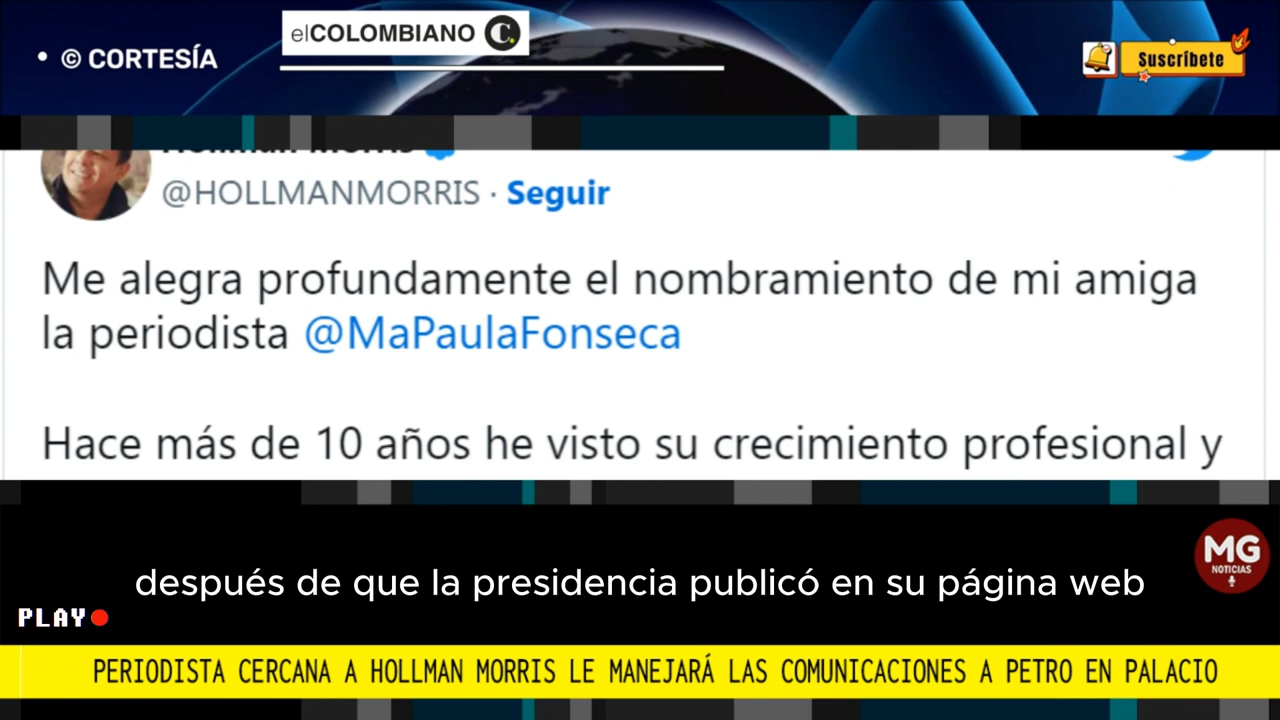 • © CORTESÍA
elCOLOMBIANO C.
Suscríbete
@HOLLMANMORRIS · Seguir
Me alegra profundamente el nombramiento de mi amiga
la periodista @MaPaulaFonseca
Hace más de 10 años he visto su crecimiento profesional y
MG
NOTICIAS
después de que la presidencia publicó en su página web
PLAY
PERIODISTA CERCANA A HOLLMAN MORRIS LE MANEJARÁ LAS COMUNICACIONES A PETRO EN PALACIO